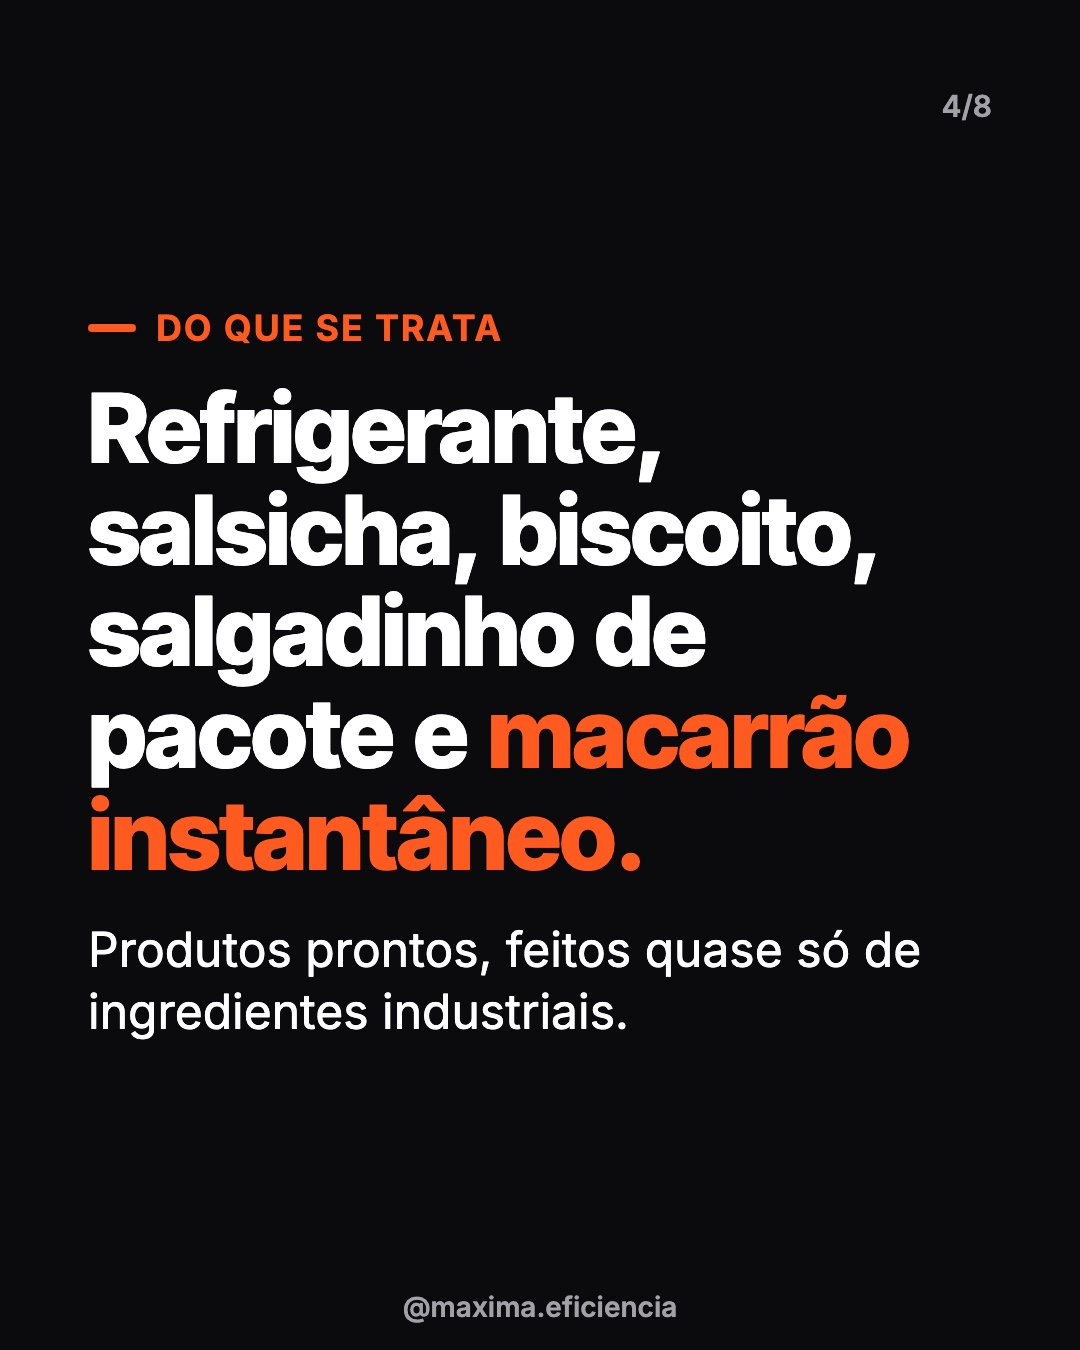 4/8
DO QUE SE TRATA
Refrigerante,
salsicha, biscoito,
salgadinho de
pacote e macarrão
instantâneo.
Produtos prontos, feitos quase só de
ingredientes industriais.
@maxima.eficiencia